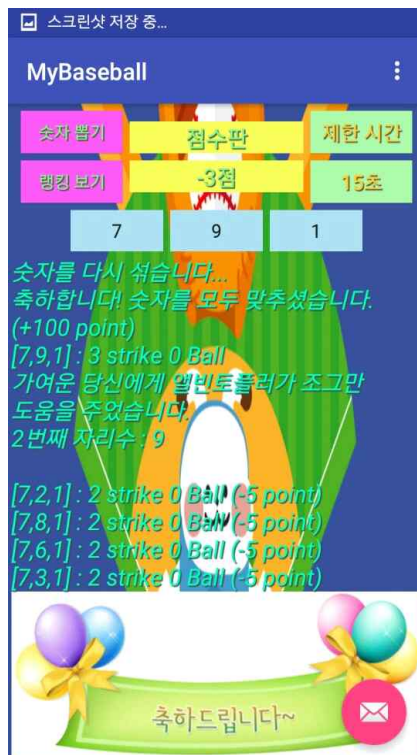 스크린샷 저장 중…
MyBaseball
숫자 뽑기 점수판 제한 시간
랭킹 보기 -3점 15초
7 9 1
숫자를 다시 섞습니다...
축하합니다! 숫자를 모두 맞추셨습니다.
(+100 point)
[7,9,1] : 3 strike 0 Ball
가여운 당신에게 앨빈토플러가 조그만
도움을 주었습니다.
2번째 자리수 : 9
[7,2,1] : 2 strike 0 Ball (-5 point)
[7,8,1] : 2 strike 0 Ball (-5 point)
[7,6,1] : 2 strike 0 Ball (-5 point)
[7,3,1] : 2 strike 0 Ball (-5 point)
축하드립니다~